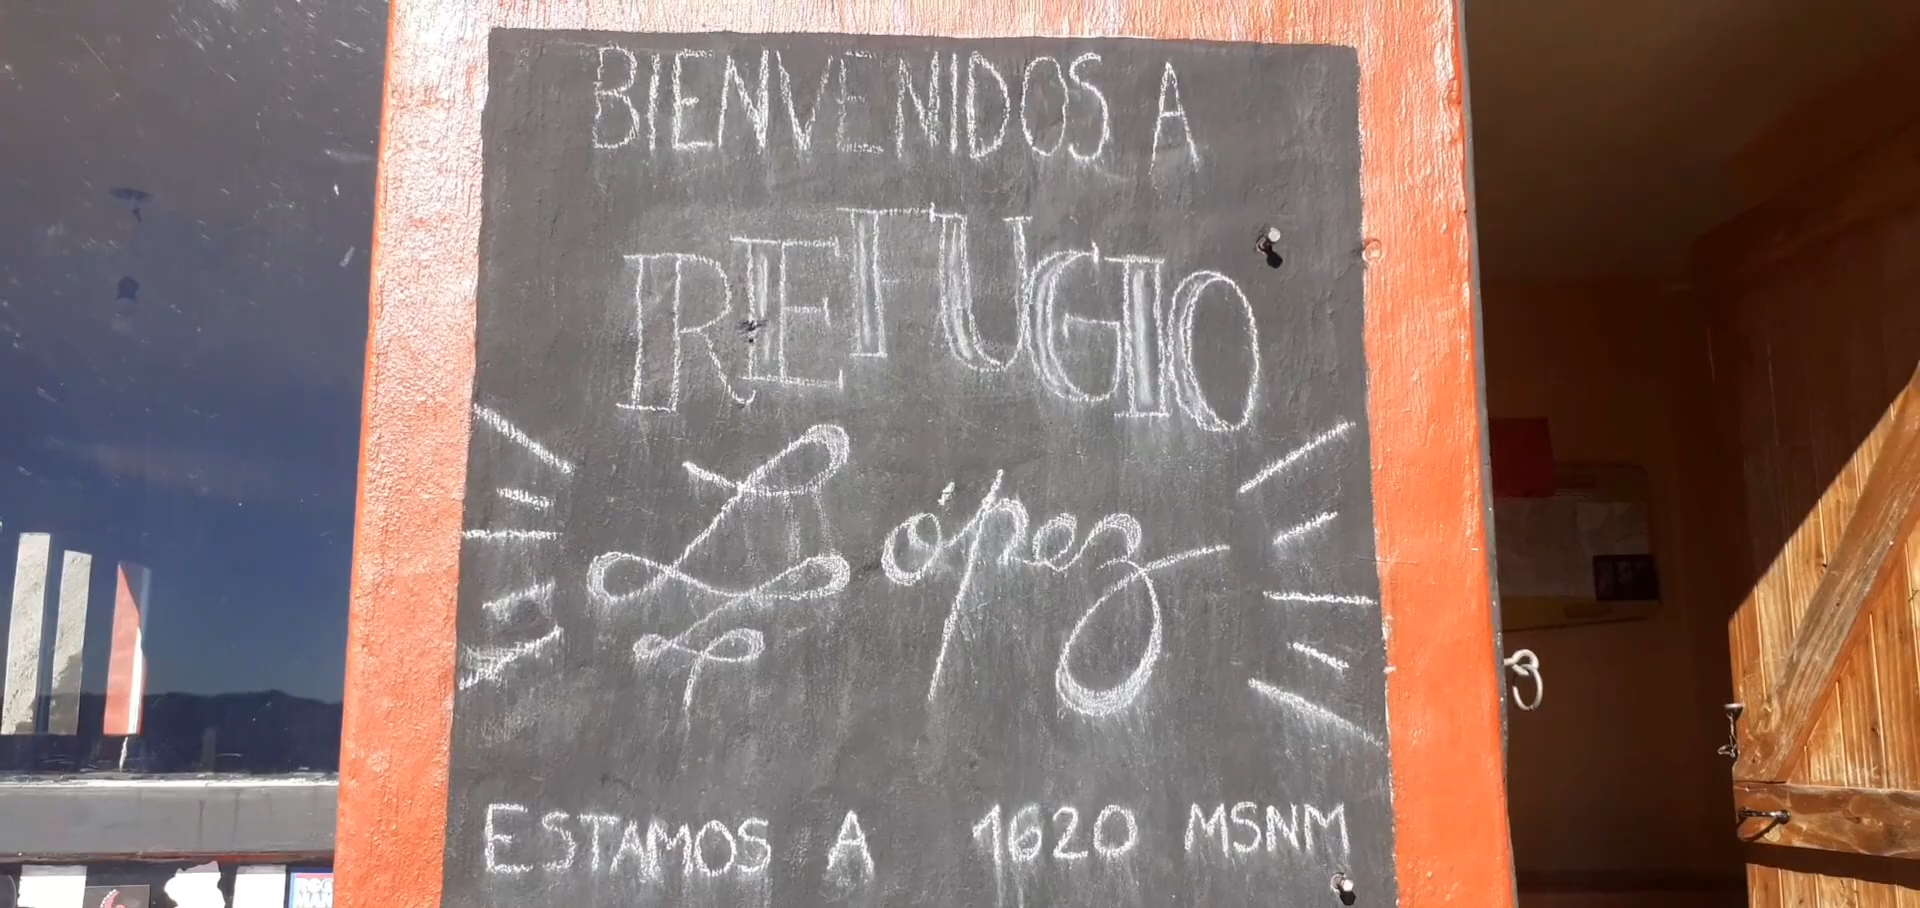 BIENVENIDOS A
REFUGIO
López
ESTAMOS A 1620 MSNM